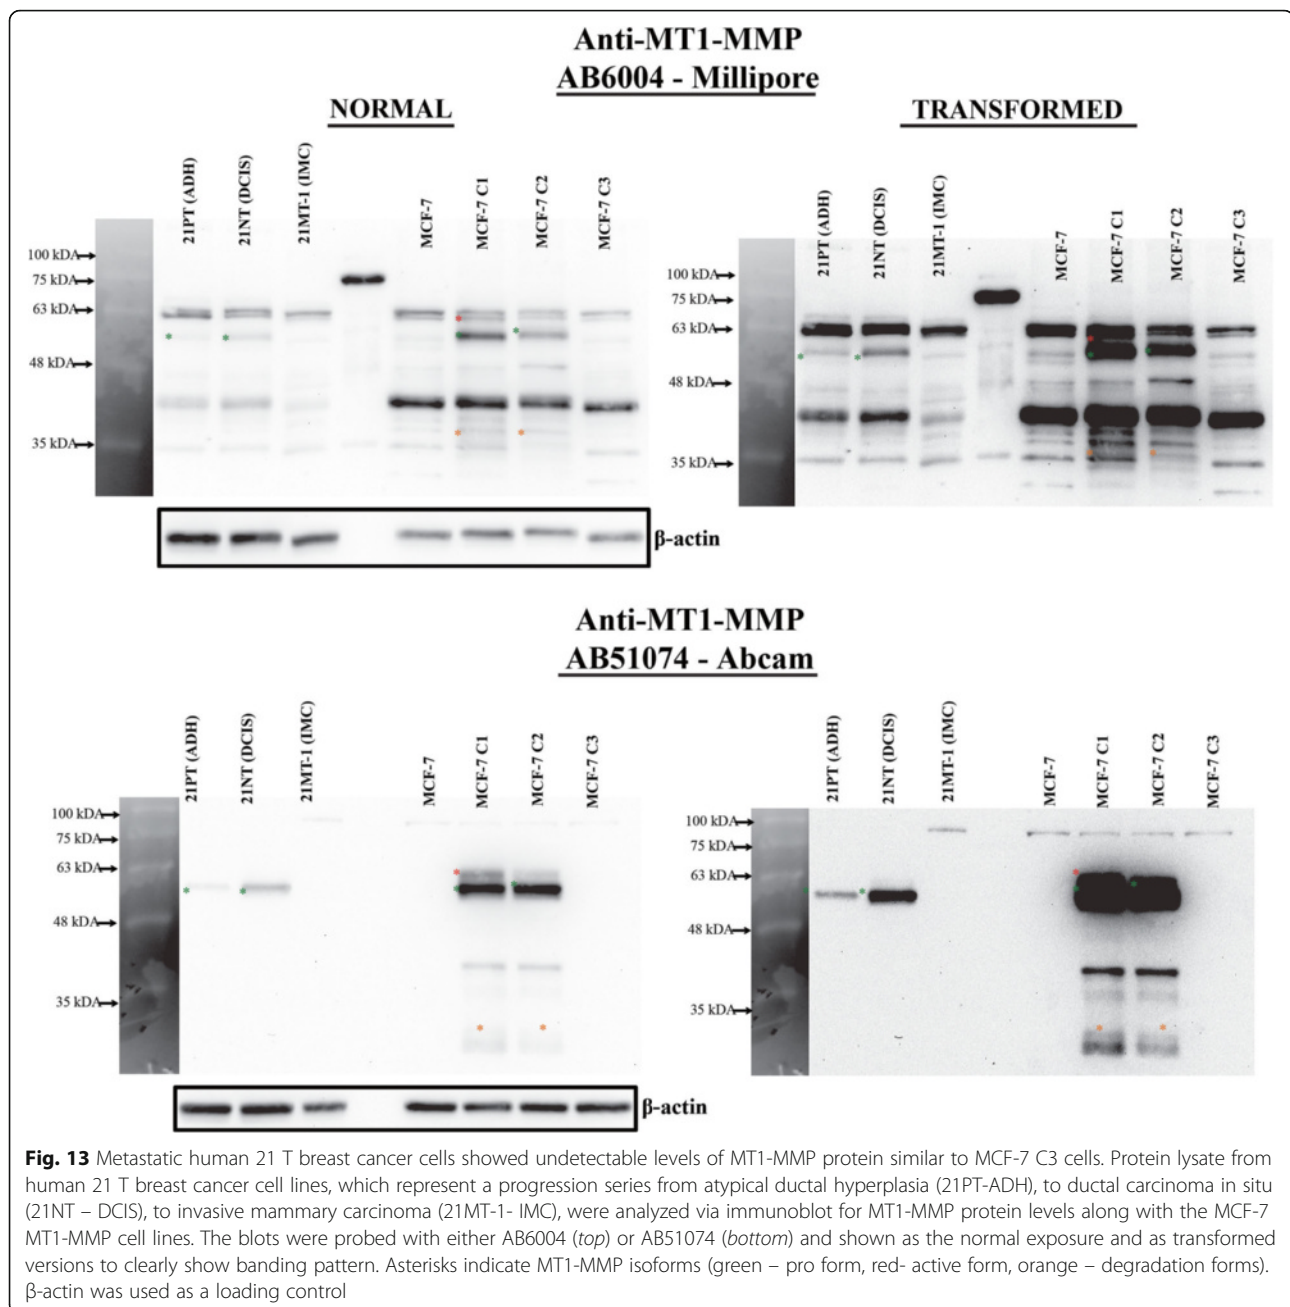 Anti-MT1-MMP
AB6004 - Millipore
NORMAL
TRANSFORMED
21PT (ADH)
21NT (DCIS)
21MT-1 (IMC)
MCF-7
MCF-7 C1
MCF-7 C2
MCF-7 C3
100 kDA
75 kDA
63 kDA
48 kDA
35 kDA
β-actin
21PT (ADH)
21NT (DCIS)
21MT-1 (IMC)
MCF-7
MCF-7 C1
MCF-7 C2
MCF-7 C3
100 kDA
75 kDA
63 kDA
48 kDA
35 kDA
Anti-MT1-MMP
AB51074 - Abcam
21PT (ADH)
21NT (DCIS)
21MT-1 (IMC)
MCF-7
MCF-7 C1
MCF-7 C2
MCF-7 C3
100 kDA
75 kDA
63 kDA
48 kDA
35 kDA
β-actin
21PT (ADH)
21NT (DCIS)
21MT-1 (IMC)
MCF-7
MCF-7 C1
MCF-7 C2
MCF-7 C3
100 kDA
75 kDA
63 kDA
48 kDA
35 kDA
Fig. 13 Metastatic human 21 T breast cancer cells showed undetectable levels of MT1-MMP protein similar to MCF-7 C3 cells. Protein lysate from
human 21 T breast cancer cell lines, which represent a progression series from atypical ductal hyperplasia (21PT-ADH), to ductal carcinoma in situ
(21NT – DCIS), to invasive mammary carcinoma (21MT-1- IMC), were analyzed via immunoblot for MT1-MMP protein levels along with the MCF-7
MT1-MMP cell lines. The blots were probed with either AB6004 (top) or AB51074 (bottom) and shown as the normal exposure and as transformed
versions to clearly show banding pattern. Asterisks indicate MT1-MMP isoforms (green – pro form, red- active form, orange – degradation forms).
β-actin was used as a loading control